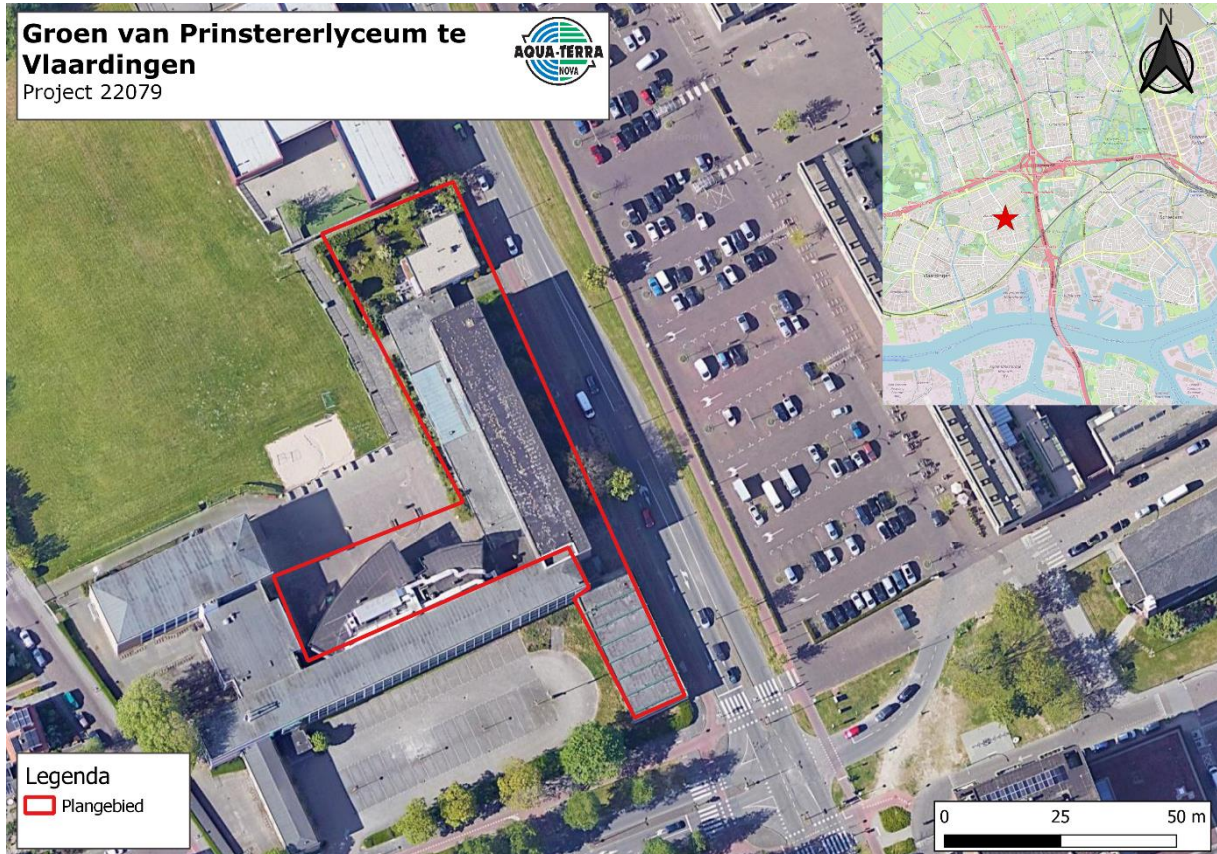 Groen van Prinstererlyceum te
Vlaardingen
Project 22079
AQUA-TERRA
NOVA
N
Legenda
Plangebied
0 25 50 m